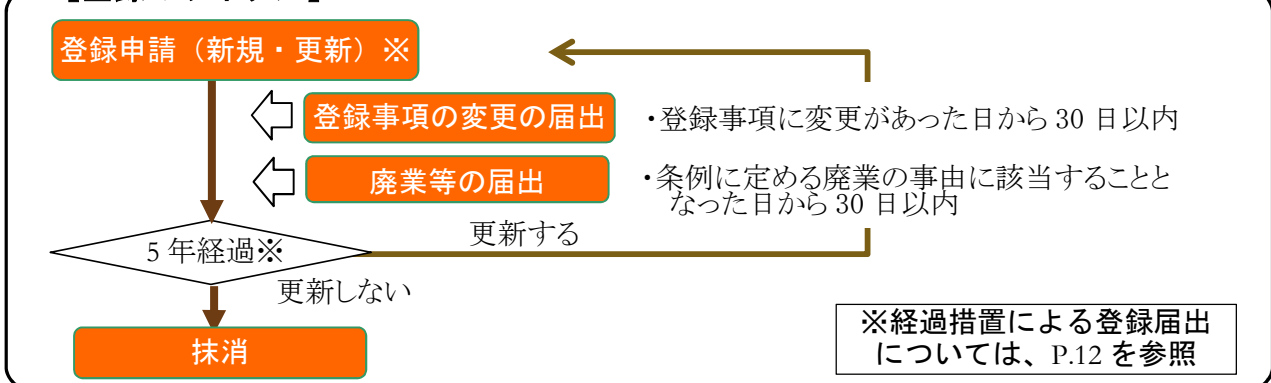 登録申請（新規・更新）※
登録事項の変更の届出
・登録事項に変更があった日から 30 日以内
廃業等の届出
・条例に定める廃業の事由に該当することと
なった日から 30 日以内
更新する
5 年経過※
更新しない
抹消
※経過措置による登録届出
については、P.12 を参照